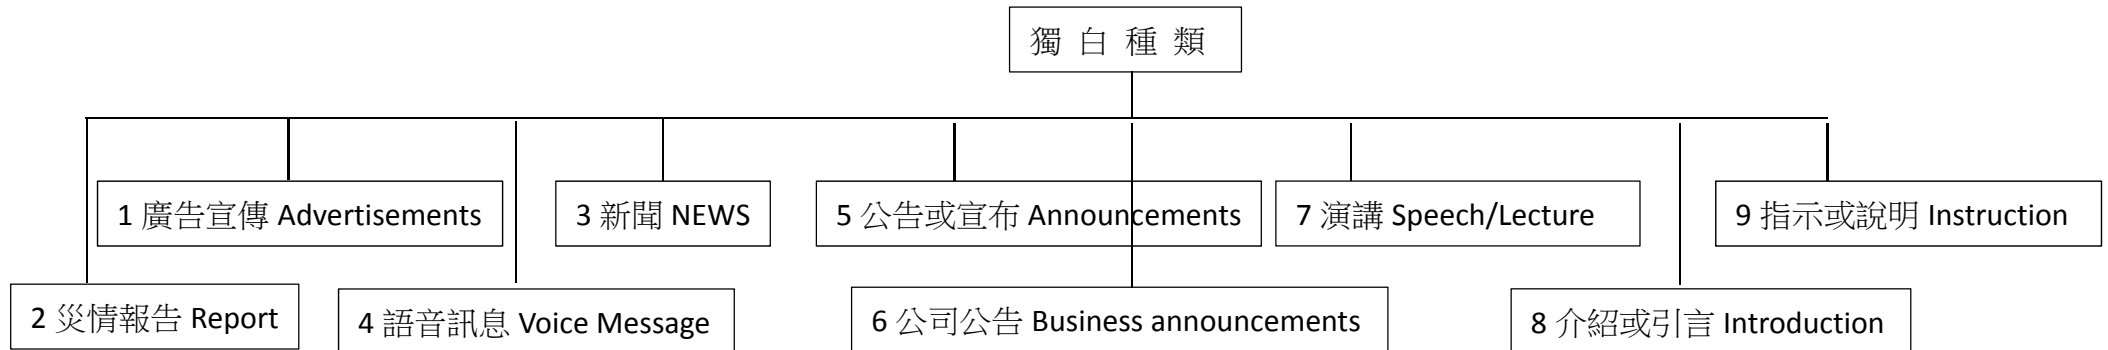 獨 白 種 類
1 廣告宣傳 Advertisements
3 新聞 NEWS
5 公告或宣布 Announcements
7 演講 Speech/Lecture
9 指示或說明 Instruction
2 災情報告 Report
4 語音訊息 Voice Message
6 公司公告 Business announcements
8 介紹或引言 Introduction